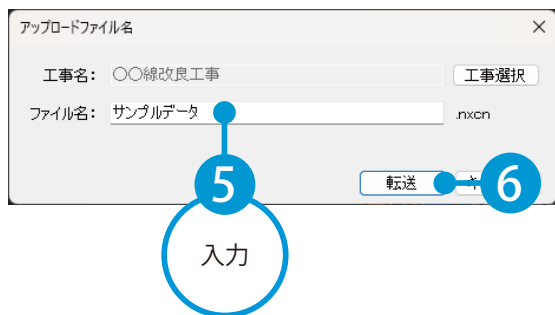 アップロードファイル名
工事名: 〇〇線改良工事 工事選択
ファイル名: サンプルデータ .nxcn
転送
5
6
入力